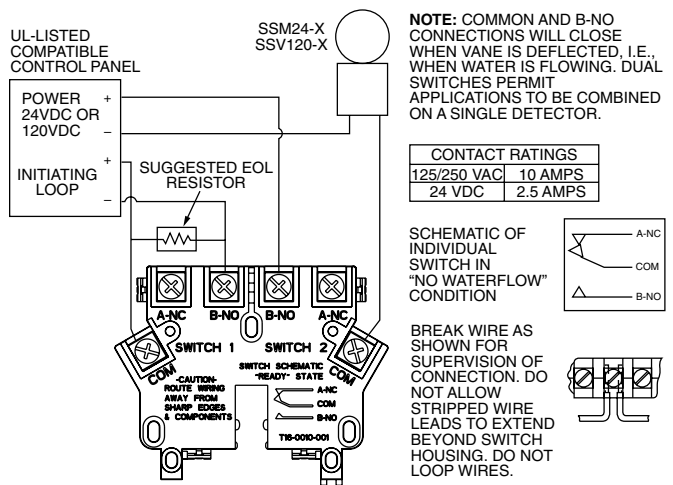 UL-LISTED
COMPATIBLE
CONTROL PANEL
SSM24-X
SSV120-X
POWER +
24VDC OR
120VDC –
INITIATING +
LOOP –
SUGGESTED EOL
RESISTOR
A-NC B-NO B-NO A-NC
SWITCH 1 SWITCH 2
COM COM
-CAUTION-
ROUTE WIRING
AWAY FROM
SHARP EDGES
& COMPONENTS
SWITCH SCHEMATIC
"READY" STATE
A-NC
COM
B-NO
T16-0010-001
NOTE: COMMON AND B-NO
CONNECTIONS WILL CLOSE
WHEN VANE IS DEFLECTED, I.E.,
WHEN WATER IS FLOWING. DUAL
SWITCHES PERMIT
APPLICATIONS TO BE COMBINED
ON A SINGLE DETECTOR.
CONTACT RATINGS
125/250 VAC 10 AMPS
24 VDC 2.5 AMPS
SCHEMATIC OF
INDIVIDUAL
SWITCH IN
“NO WATERFLOW”
CONDITION
A-NC
COM
B-NO
BREAK WIRE AS
SHOWN FOR
SUPERVISION OF
CONNECTION. DO
NOT ALLOW
STRIPPED WIRE
LEADS TO EXTEND
BEYOND SWITCH
HOUSING. DO NOT
LOOP WIRES.